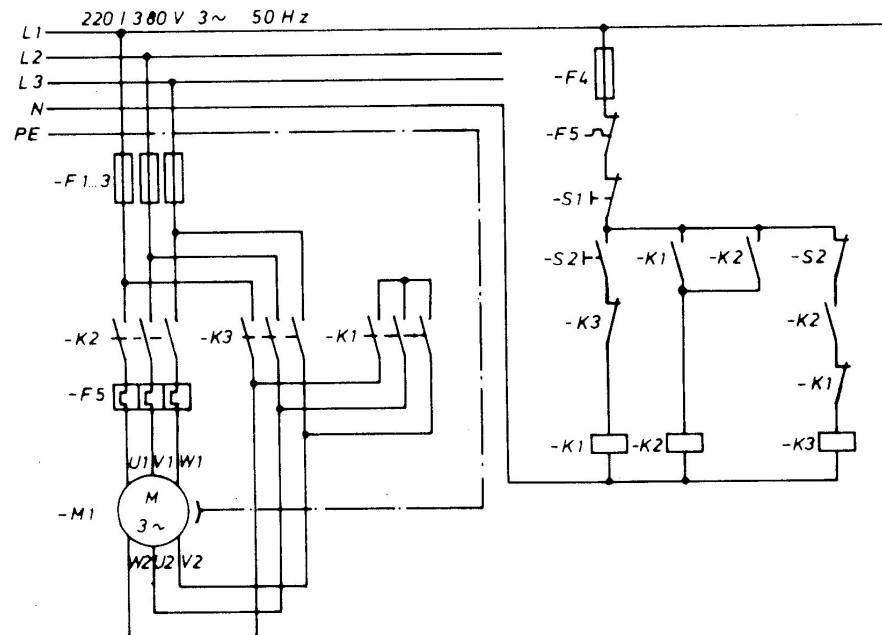 220 / 380 V 3~ 50 Hz
L1
L2
L3
N
PE
-F4
-F5
-F1...3
-S1
-S2
-K1
-K2
-S2
-K2
-K3
-K1
-K3
-K2
-F5
-K1
-K1
-K2
-K3
U1 V1 W1
M
3~
-M1
W2 U2 V2